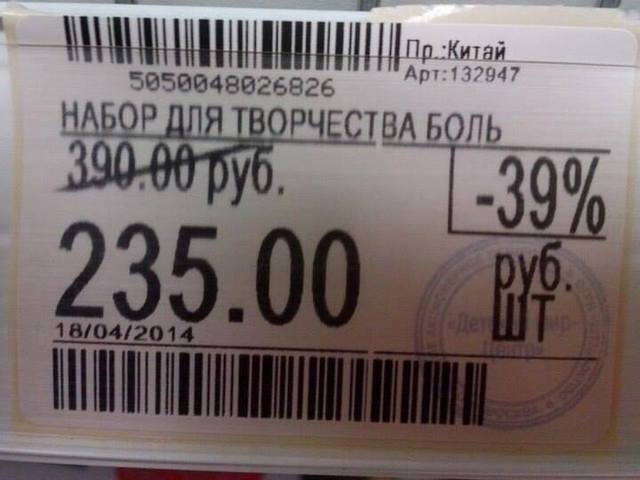 Пр.:Китай
Арт:132947
5050048026826
НАБОР ДЛЯ ТВОРЧЕСТВА БОЛЬ
390.00 руб.
-39%
235.00
руб.
ШТ
18/04/2014